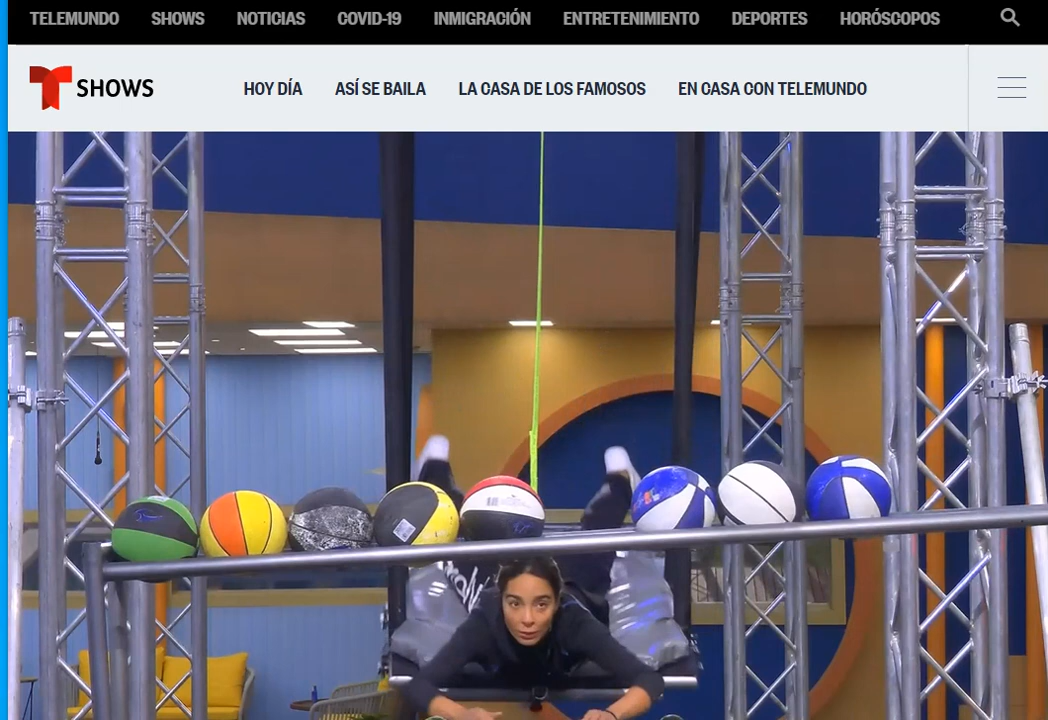 TELEMUNDO SHOWS NOTICIAS COVID-19 INMIGRACIÓN ENTRETENIMIENTO DEPORTES HORÓSCOPOS
SHOWS HOY DÍA ASÍ SE BAILA LA CASA DE LOS FAMOSOS EN CASA CON TELEMUNDO